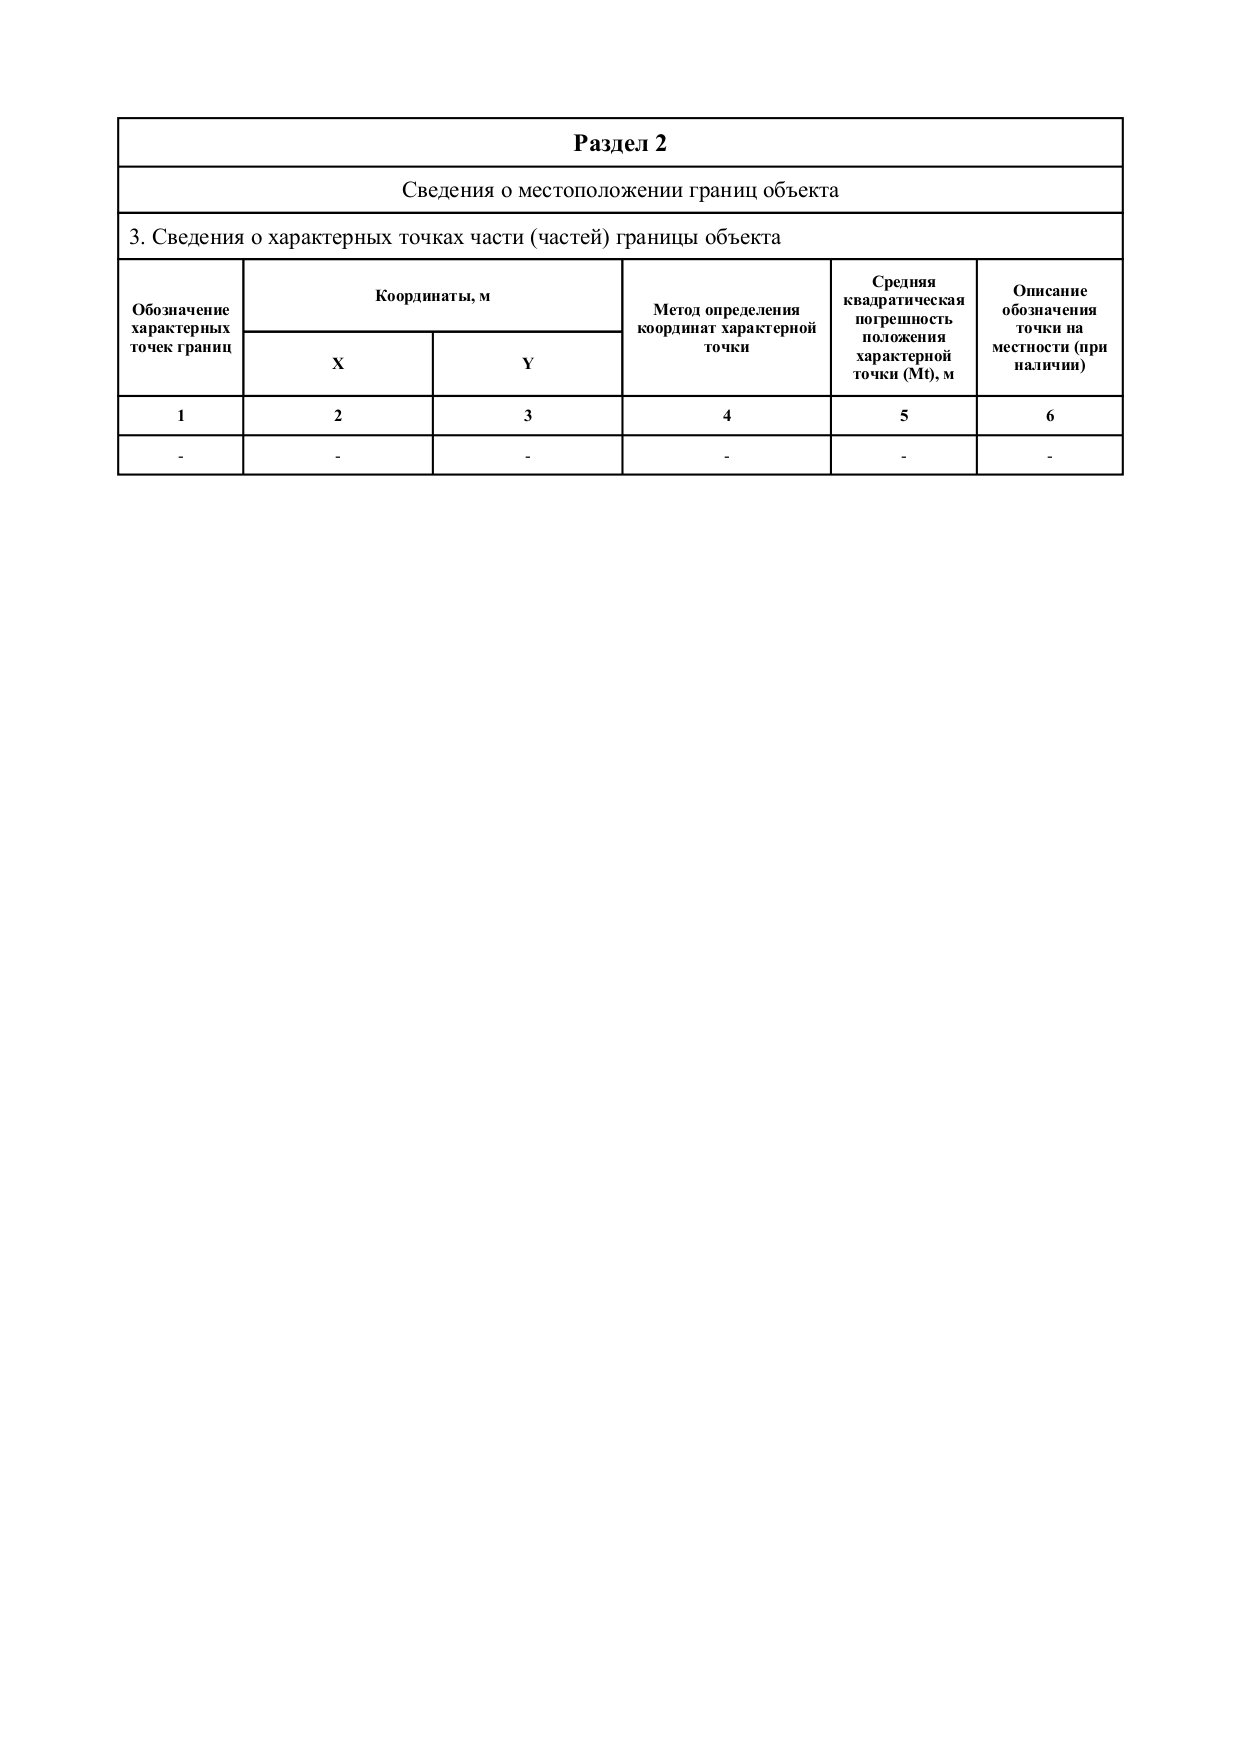 Раздел 2
Сведения о местоположении границ объекта
3. Сведения о характерных точках части (частей) границы объекта
Обозначение
характерных
точек границ
Координаты, м
X
Y
Метод определения
координат характерной
точки
Средняя
квадратическая
погрешность
положения
характерной
точки (Mt), м
Описание
обозначения
точки на
местности (при
наличии)
1 2 3 4 5 6
- - - - - -